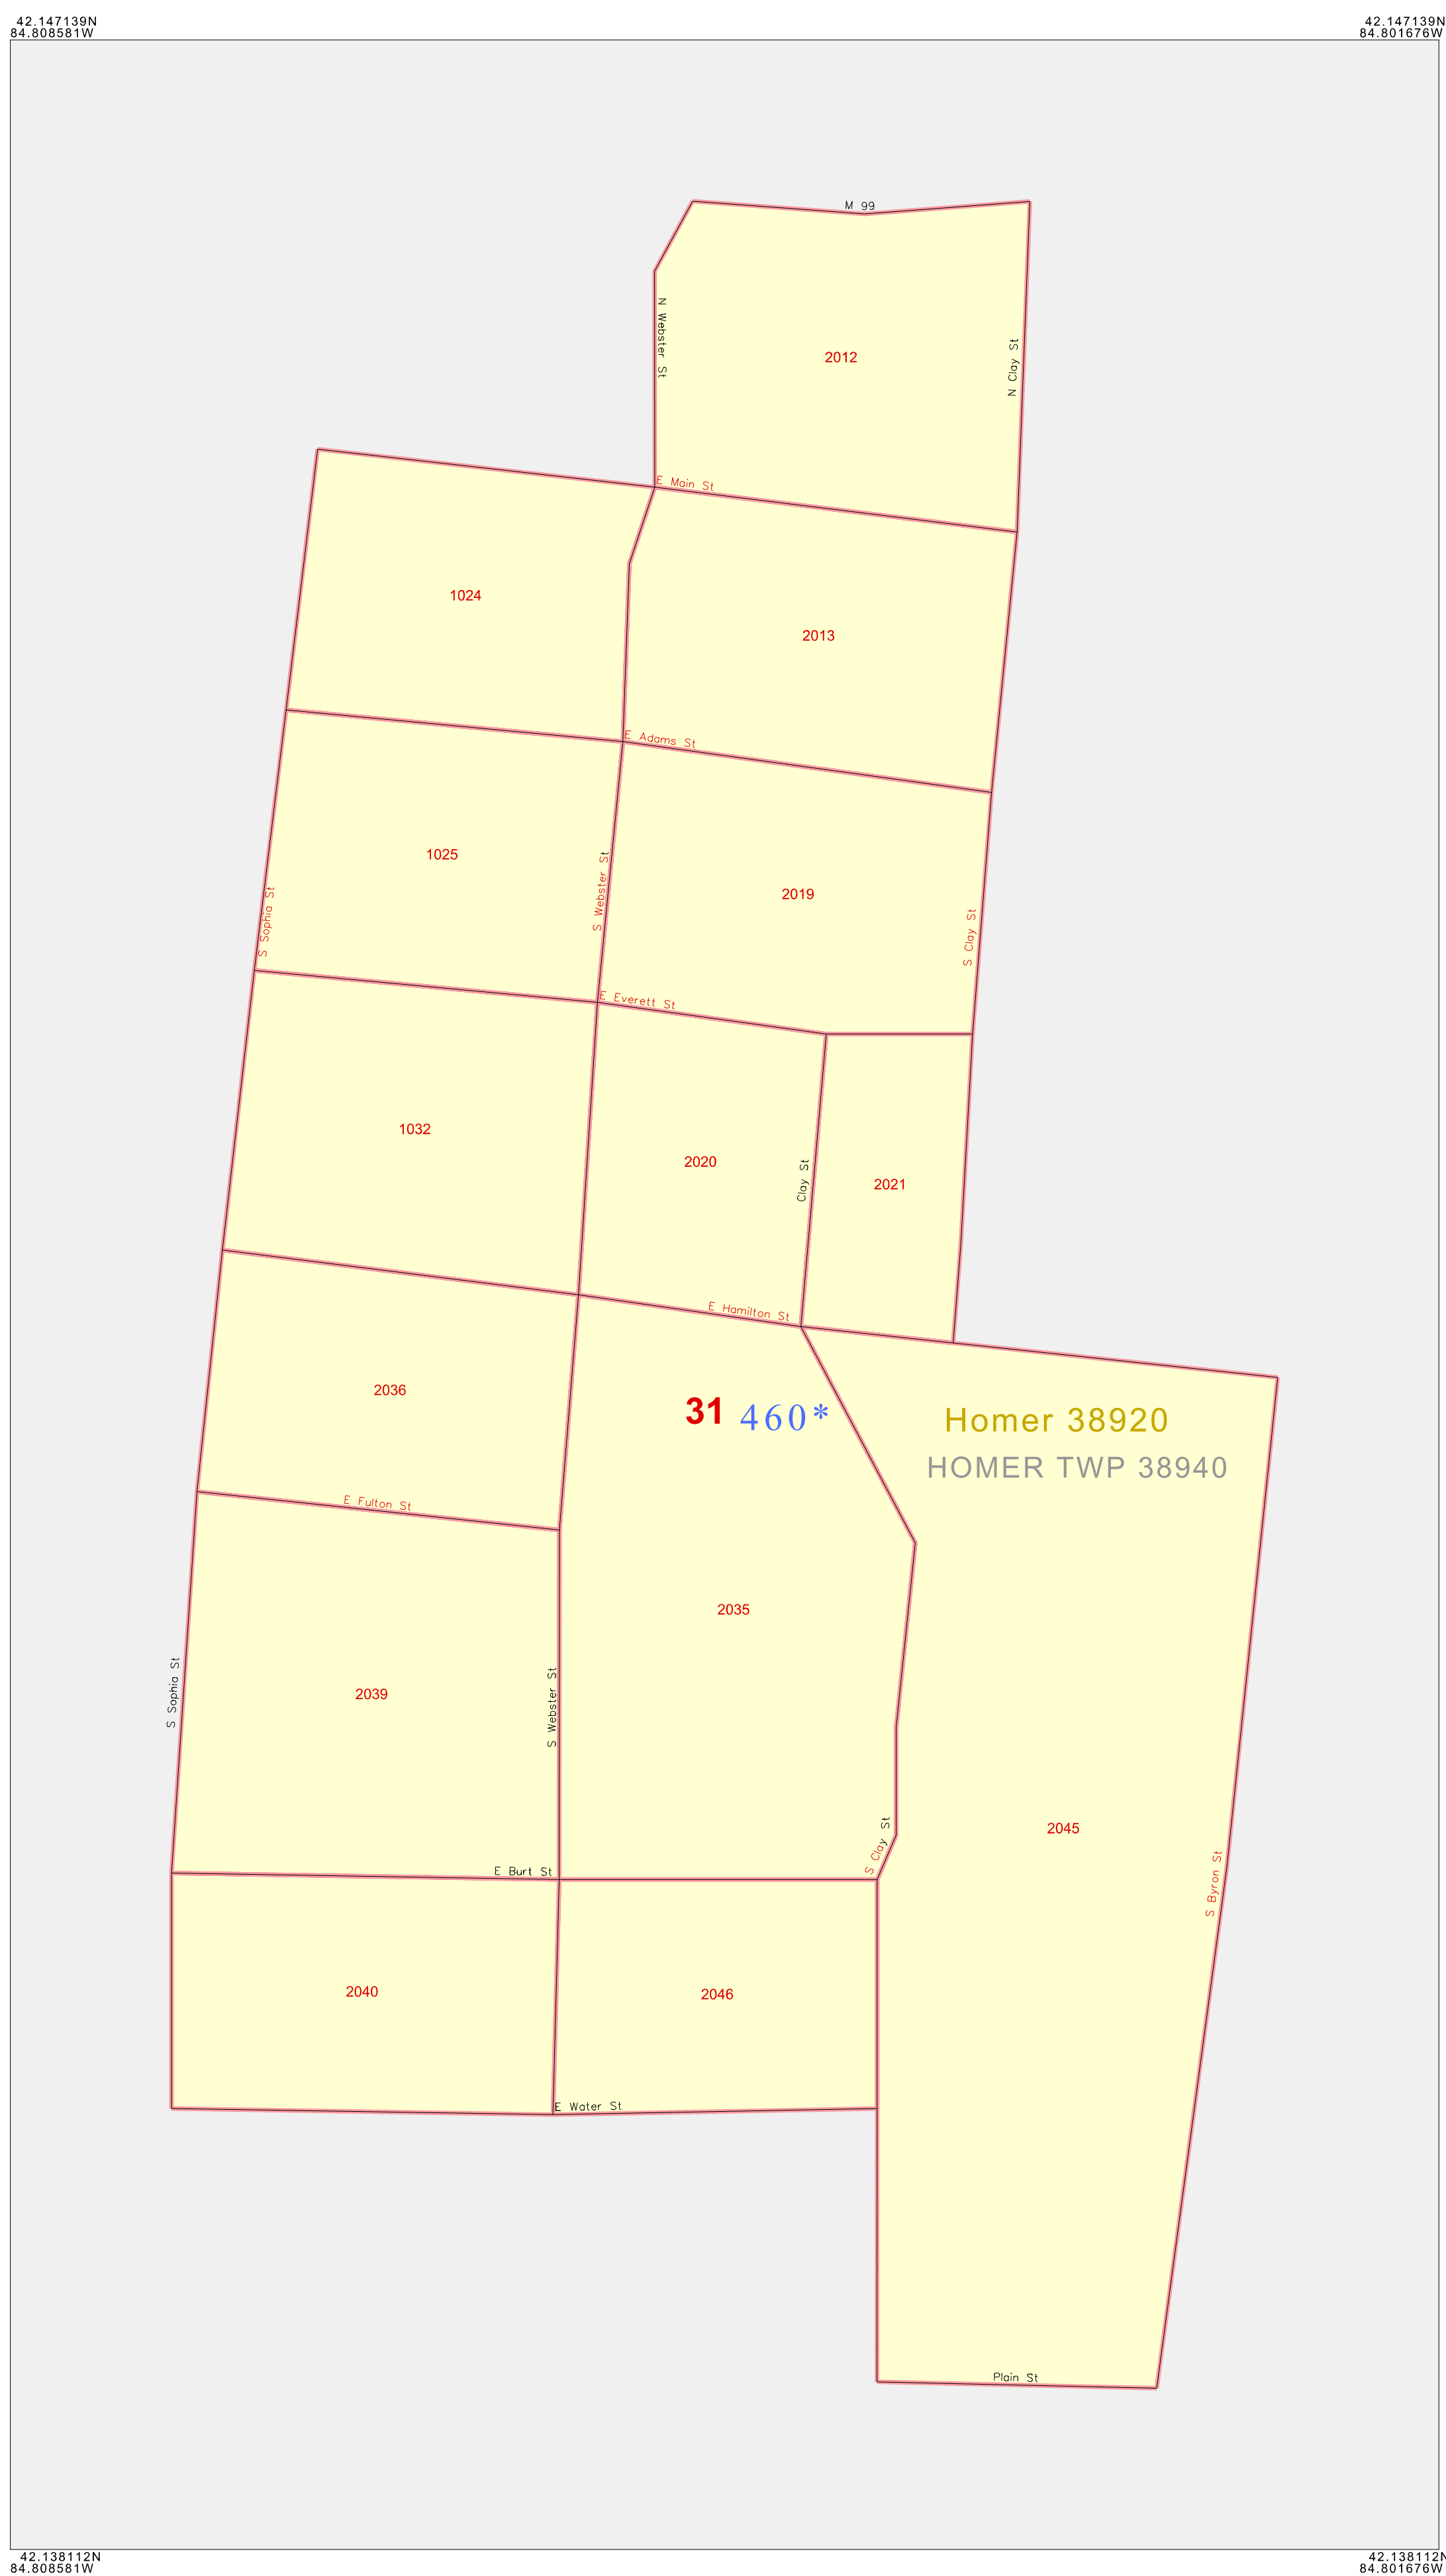 42.147139N
84.808581W
42.147139N
84.801676W
M 99
N Webster St
N Clay St
2012
E Main St
1024
2013
E Adams St
1025
S Webster St
2019
S Sophia St
S Clay St
E Everett St
1032
2020
Clay St
2021
E Hamilton St
2036
31 460*
Homer 38920
HOMER TWP 38940
E Fulton St
2035
S Sophia St
2039
S Webster St
S Clay St
2045
S Byron St
E Burt St
2040
2046
E Water St
Plain St
42.138112N
84.808581W
42.138112N
84.801676W